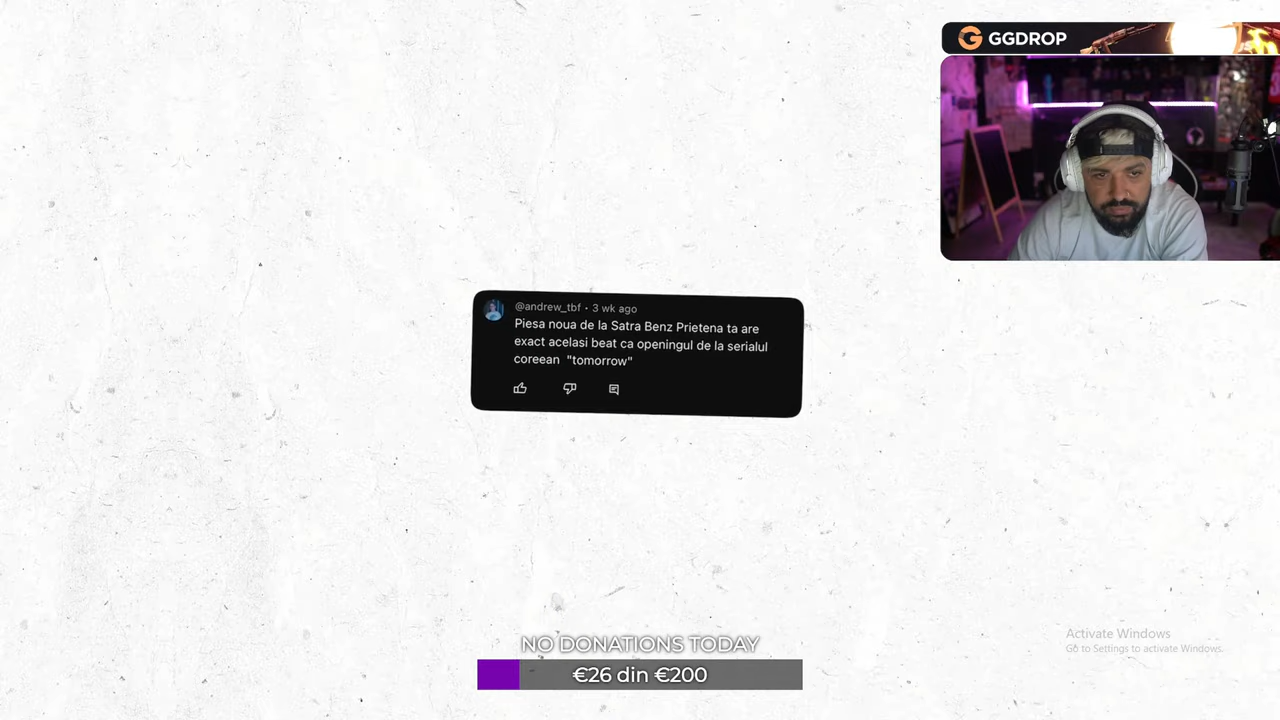 GGDROP
@andrew_tbf • 3 wk ago
Piesa noua de la Satra Benz Prietena ta are
exact acelasi beat ca openingul de la serialul
coreean "tomorrow"
NO DONATIONS TODAY
€26 din €200
Activate Windows
Go to Settings to activate Windows.